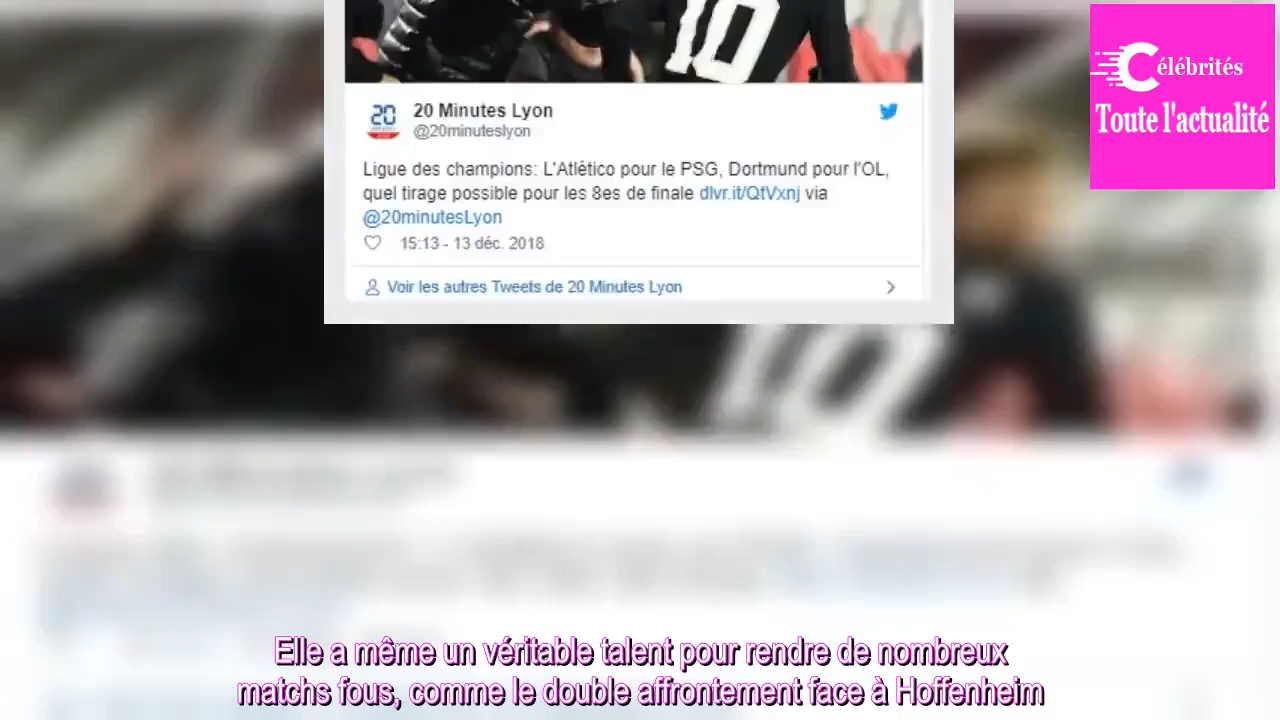 10
Célébrités
Toute l'actualité
20 Minutes Lyon
@20minuteslyon
Ligue des champions: L'Atlético pour le PSG, Dortmund pour l'OL,
quel tirage possible pour les 8es de finale dlvr.it/QtVxnj via
@20minutesLyon
15:13 - 13 déc. 2018
Voir les autres Tweets de 20 Minutes Lyon
Elle a même un véritable talent pour rendre de nombreux
matchs fous, comme le double affrontement face à Hoffenheim